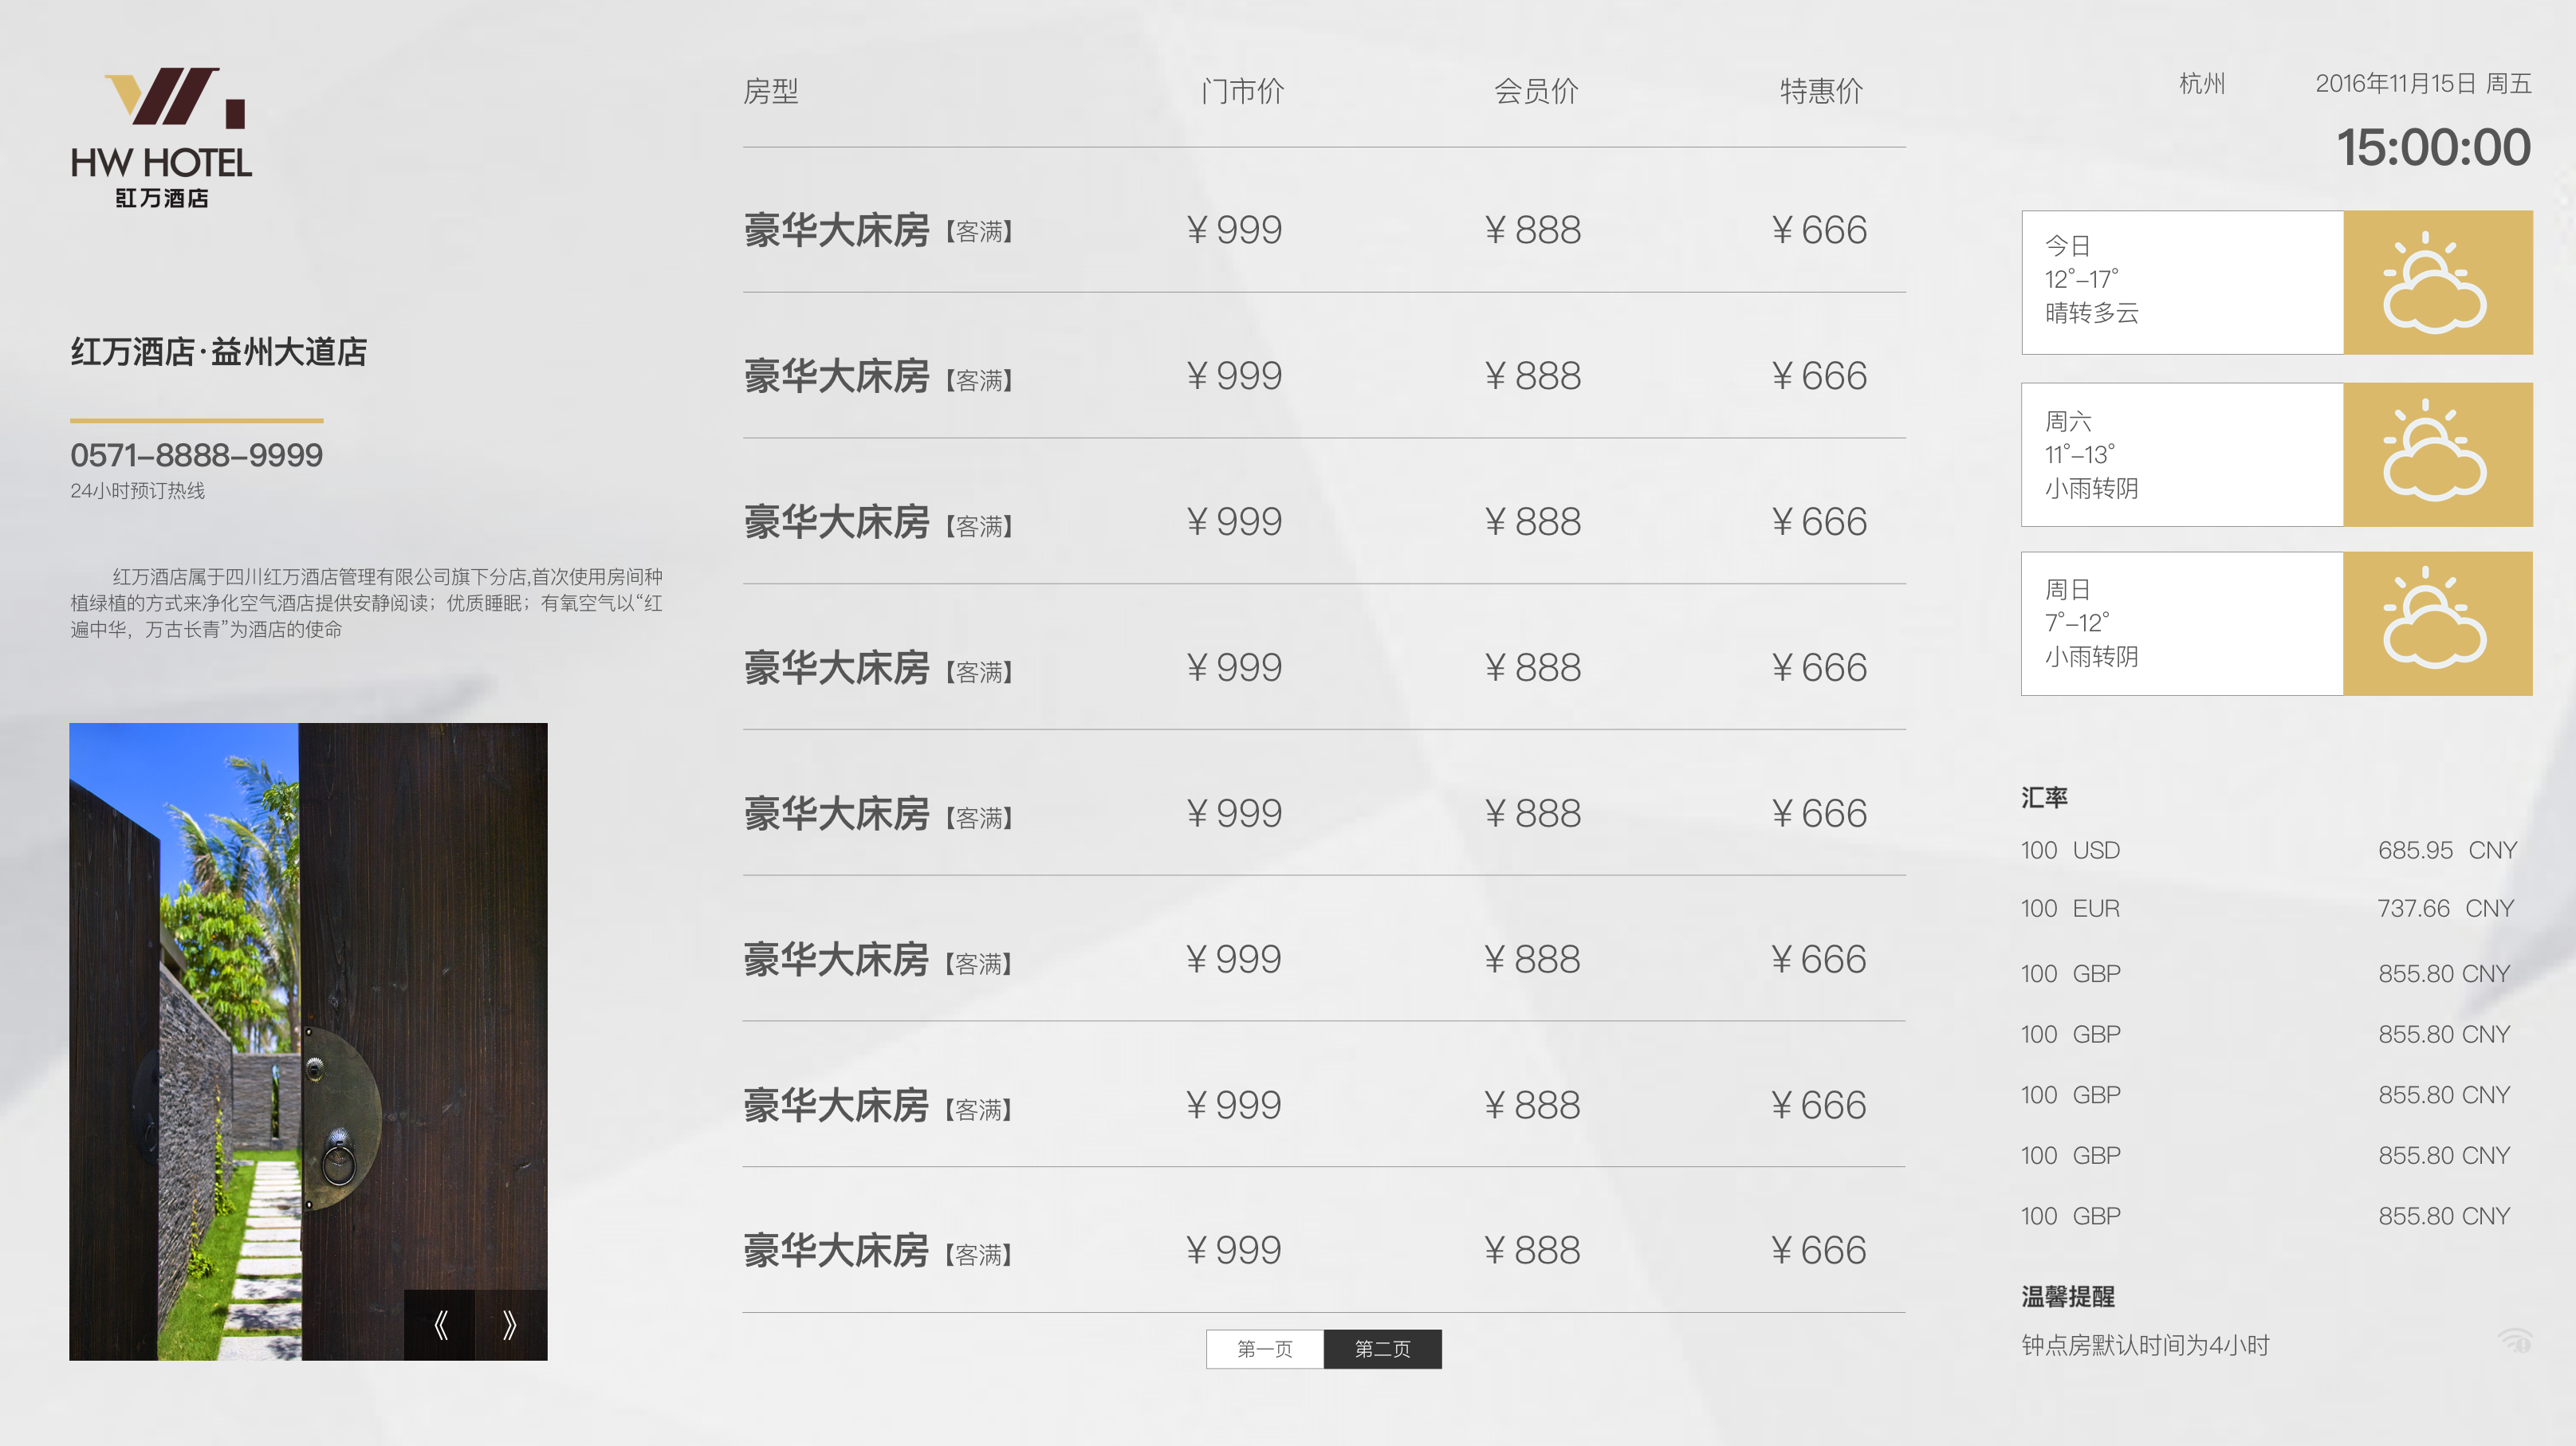 HW HOTEL
红万酒店
红万酒店·益州大道店
0571-8888-9999
24小时预订热线
红万酒店属于四川红万酒店管理有限公司旗下分店,首次使用房间种
植绿植的方式来净化空气酒店提供安静阅读；优质睡眠；有氧空气以“红
遍中华，万古长青”为酒店的使命
《 》
房型 门市价 会员价 特惠价
豪华大床房【客满】 ¥ 999 ¥ 888 ¥ 666
豪华大床房【客满】 ¥ 999 ¥ 888 ¥ 666
豪华大床房【客满】 ¥ 999 ¥ 888 ¥ 666
豪华大床房【客满】 ¥ 999 ¥ 888 ¥ 666
豪华大床房【客满】 ¥ 999 ¥ 888 ¥ 666
豪华大床房【客满】 ¥ 999 ¥ 888 ¥ 666
豪华大床房【客满】 ¥ 999 ¥ 888 ¥ 666
豪华大床房【客满】 ¥ 999 ¥ 888 ¥ 666
第一页 第二页
杭州 2016年11月15日 周五
15:00:00
今日
12°-17°
晴转多云
周六
11°-13°
小雨转阴
周日
7°-12°
小雨转阴
汇率
100 USD 685.95 CNY
100 EUR 737.66 CNY
100 GBP 855.80 CNY
100 GBP 855.80 CNY
100 GBP 855.80 CNY
100 GBP 855.80 CNY
100 GBP 855.80 CNY
温馨提醒
钟点房默认时间为4小时